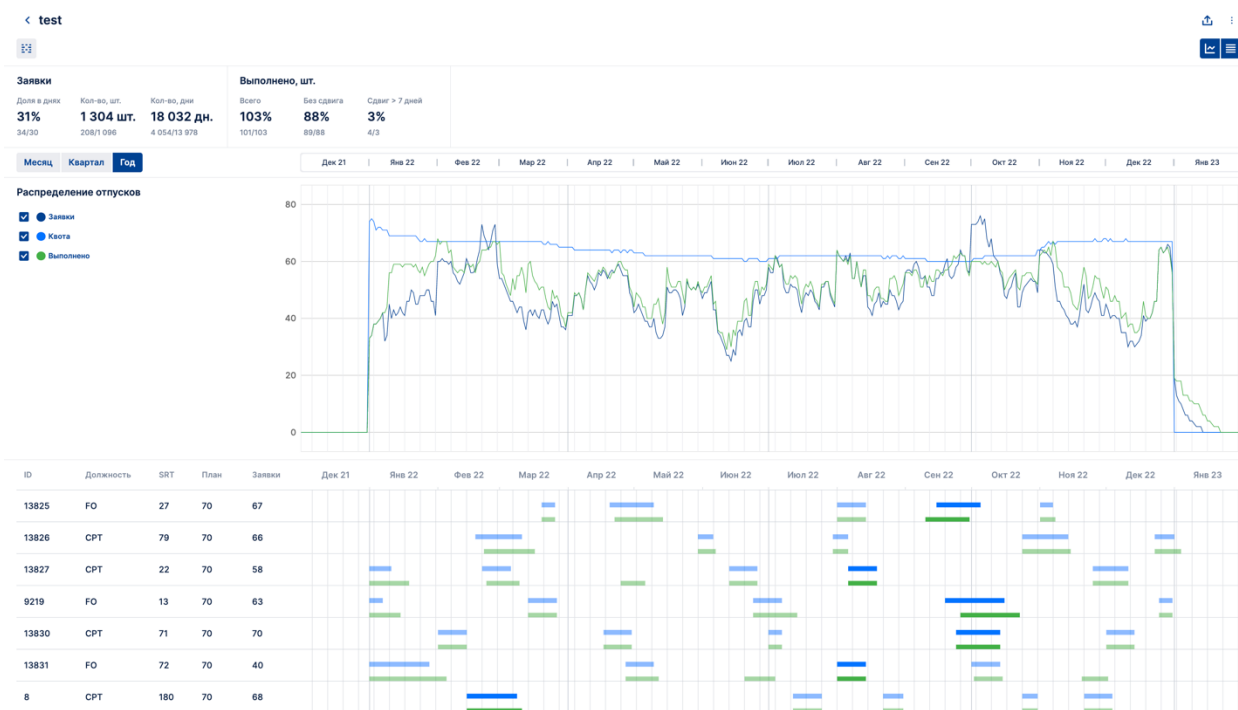 test
Заявки
Выполнено, шт.
Доля в днях Кол-во, шт. Кол-во, дни Всего Без сдвига Сдвиг > 7 дней
31% 1 304 шт. 18 032 дн. 103% 88% 3%
34/30 208/1 096 4 054/13 978 101/103 89/88 4/3
Месяц Квартал Год
Дек 21 Янв 22 Фев 22 Мар 22 Апр 22 Май 22 Июн 22 Июл 22 Авг 22 Сен 22 Окт 22 Ноя 22 Дек 22 Янв 23
Распределение отпусков
Заявки
Квота
Выполнено
80
60
40
20
0
ID Должность SRT План Заявки Дек 21 Янв 22 Фев 22 Мар 22 Апр 22 Май 22 Июн 22 Июл 22 Авг 22 Сен 22 Окт 22 Ноя 22 Дек 22 Янв 23
13825 FO 27 70 67
13826 CPT 79 70 66
13827 CPT 22 70 58
9219 FO 13 70 63
13830 CPT 71 70 70
13831 FO 72 70 40
8 CPT 180 70 68